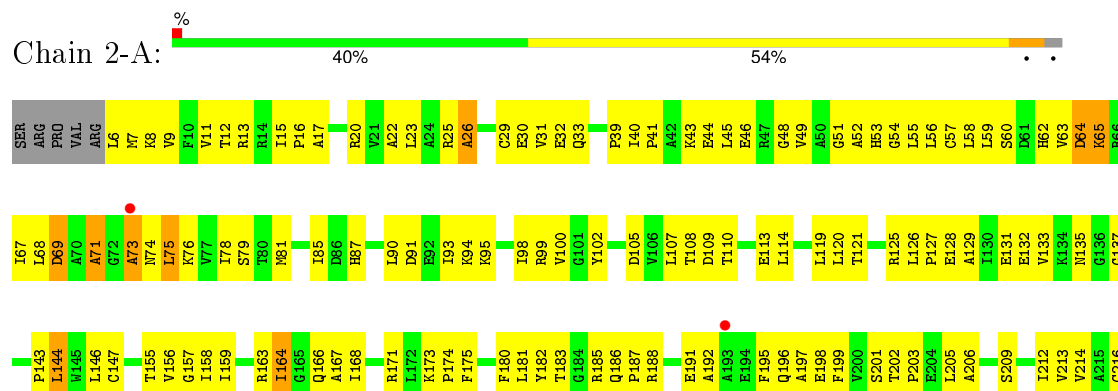 %
Chain 2-A:
40% 54% • •
SER ARG PRO VAL ARG L6 M7 K8 V9 F10 V11 T12 R13 R14 I15 P16 A17 R20 V21 A22 L23 A24 R25 A26 C29 E30 V31 E32 Q33 P39 I40 P41 A42 K43 E44 L45 E46 R47 G48 V49 A50 G51 A52 H53 G54 L55 L56 C57 L58 L59 S60 D61 H62 V63 D64 K65 R66
I67 L68 D69 A70 A71 G72 A73 N74 L75 K76 V77 I78 S79 T80 M81 I85 D86 H87 L90 D91 E92 I93 K94 K95 I98 R99 V100 G101 Y102 D105 V106 L107 T108 D109 T110 E113 L114 L119 L120 T121 R125 L126 P127 E128 A129 I130 E131 E132 V133 K134 N135 G136 G137
P143 L144 W145 L146 C147 T155 V156 G157 I158 I159 R163 I164 G165 Q166 A167 I168 R171 L172 K173 P174 F175 F180 L181 Y182 T183 G184 R185 Q186 P187 R188 E191 A192 A193 E194 F195 Q196 A197 E198 F199 V200 S201 T202 P203 E204 L205 A206 S209 I212 V213 V214 A215